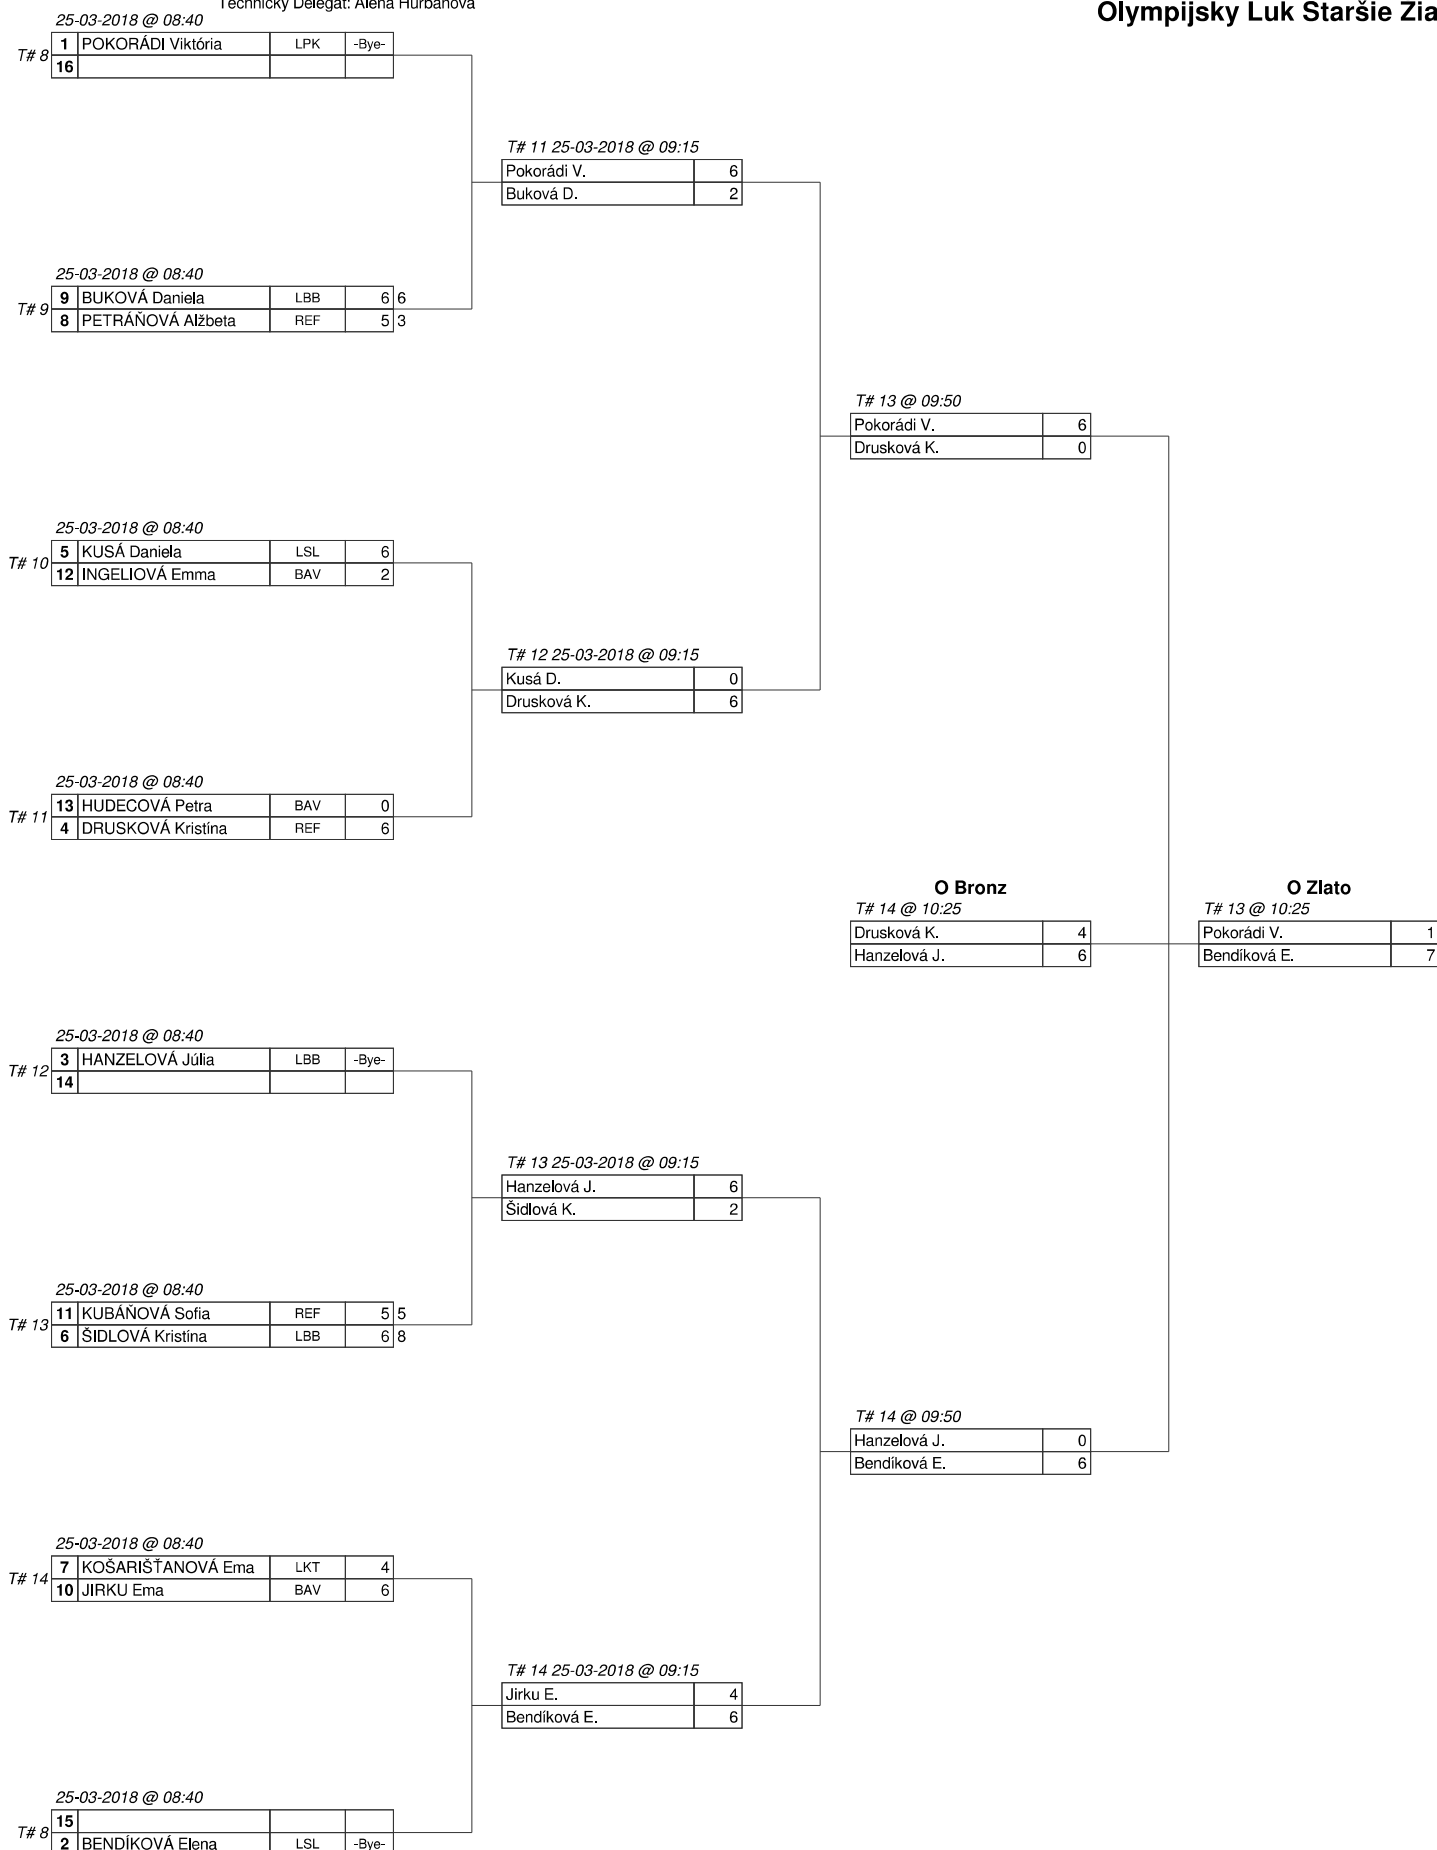 Technický Delegát: Alena Hurbanová
Olympijsky Luk Staršie Zia
25-03-2018 @ 08:40
T# 8
1 POKORÁDI Viktória LPK -Bye-
16
T# 11 25-03-2018 @ 09:15
Pokorádi V. 6
Buková D. 2
25-03-2018 @ 08:40
T# 9
9 BUKOVÁ Daniela LBB 6 6
8 PETRÁŇOVÁ Alžbeta REF 5 3
T# 13 @ 09:50
Pokorádi V. 6
Drusková K. 0
25-03-2018 @ 08:40
T# 10
5 KUSÁ Daniela LSL 6
12 INGELIOVÁ Emma BAV 2
T# 12 25-03-2018 @ 09:15
Kusá D. 0
Drusková K. 6
25-03-2018 @ 08:40
T# 11
13 HUDECOVÁ Petra BAV 0
4 DRUSKOVÁ Kristína REF 6
O Bronz
T# 14 @ 10:25
Drusková K. 4
Hanzelová J. 6
O Zlato
T# 13 @ 10:25
Pokorádi V. 1
Bendíková E. 7
25-03-2018 @ 08:40
T# 12
3 HANZELOVÁ Júlia LBB -Bye-
14
T# 13 25-03-2018 @ 09:15
Hanzelová J. 6
Šidlová K. 2
25-03-2018 @ 08:40
T# 13
11 KUBÁŇOVÁ Sofia REF 5 5
6 ŠIDLOVÁ Kristína LBB 6 8
T# 14 @ 09:50
Hanzelová J. 0
Bendíková E. 6
25-03-2018 @ 08:40
T# 14
7 KOŠARIŠŤANOVÁ Ema LKT 4
10 JIRKU Ema BAV 6
T# 14 25-03-2018 @ 09:15
Jirku E. 4
Bendíková E. 6
25-03-2018 @ 08:40
T# 8
15
2 BENDÍKOVÁ Elena LSL -Bye-